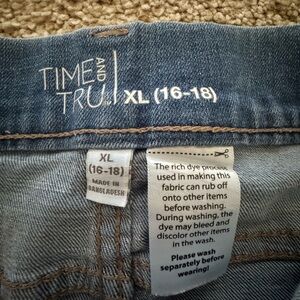 TIME AND TRU
XL (16-18)
XL
(16-18)
MADE IN
BANGLADESH
The rich dye process
used in making this
fabric can rub off
onto other items
before washing.
During washing, the
dye may bleed and
discolor other items
in the wash.
Please wash
separately before
wearing!